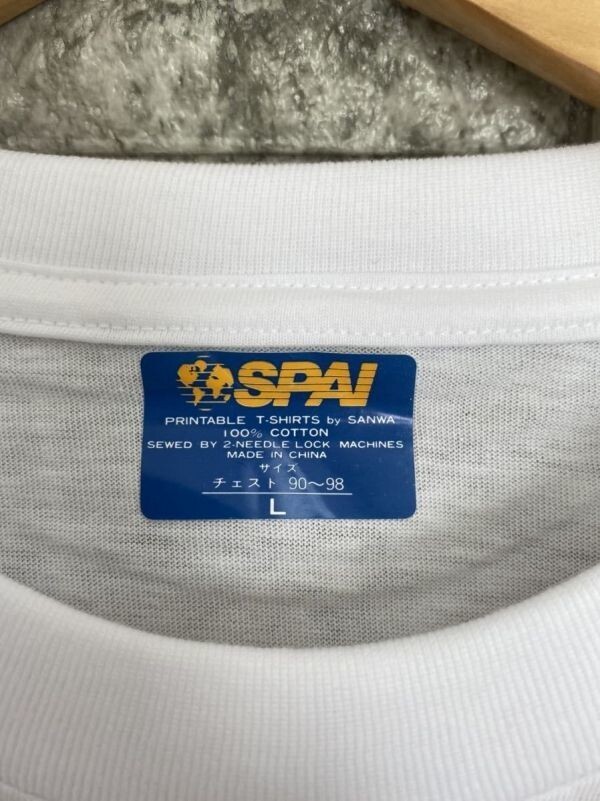 SPAI
PRINTABLE T-SHIRTS by SANWA
100% COTTON
SEWED BY 2-NEEDLE LOCK MACHINES
MADE IN CHINA
サイズ
チェスト 90～98
L